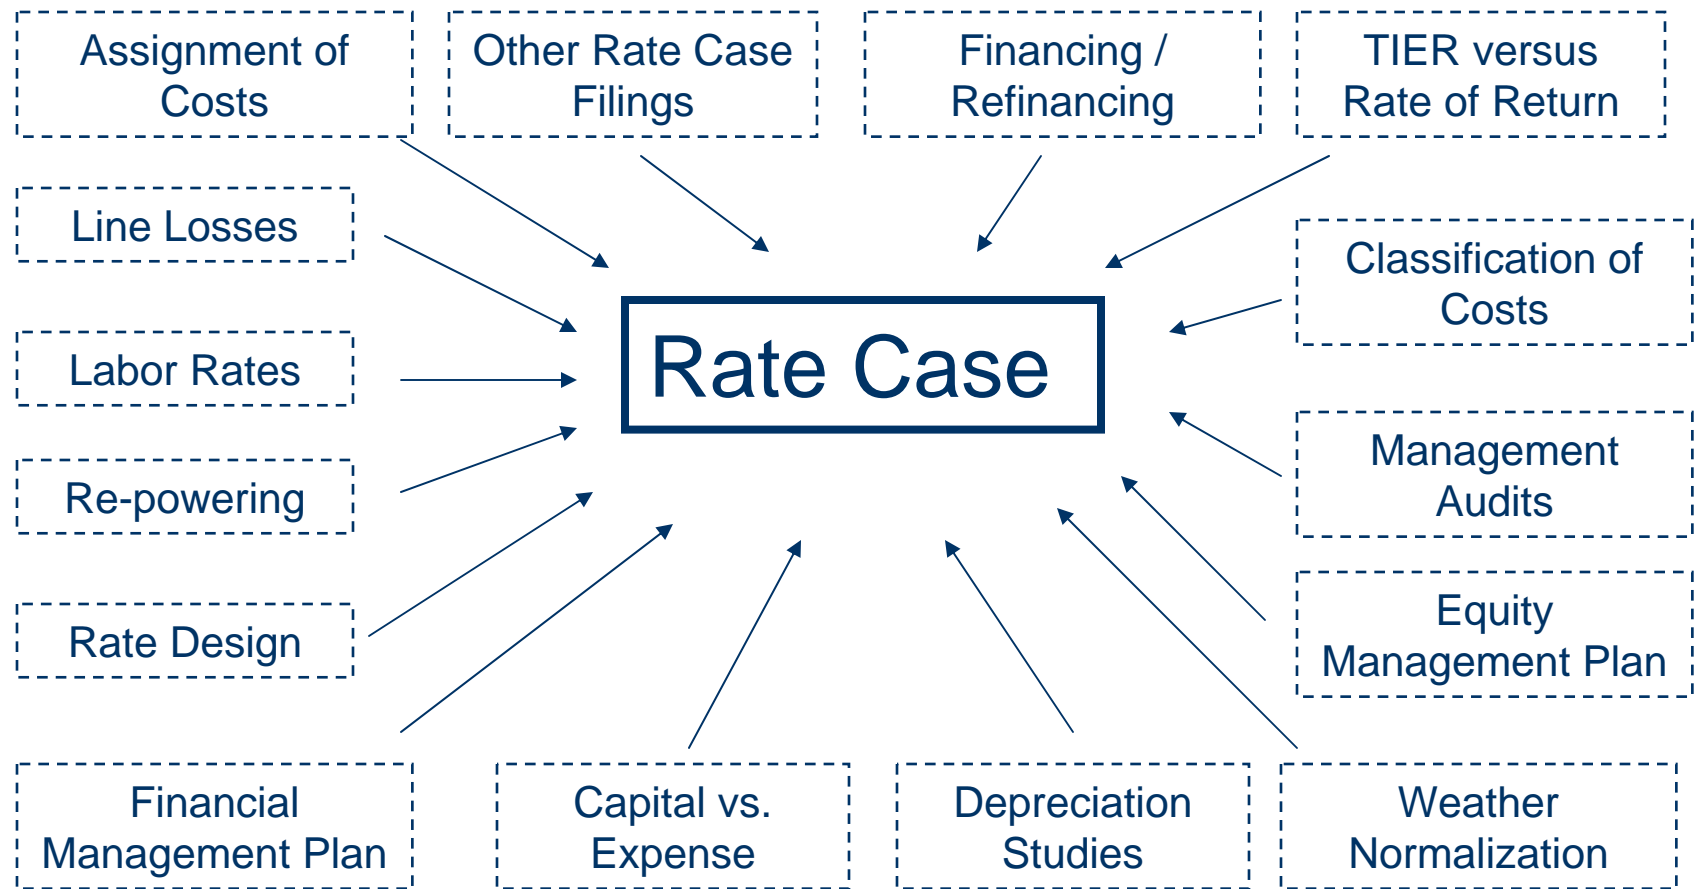 Assignment of
Costs
Other Rate Case
Filings
Financing /
Refinancing
TIER versus
Rate of Return
Line Losses
Classification of
Costs
Rate Case
Labor Rates
Management
Audits
Re-powering
Equity
Management Plan
Rate Design
Financial
Management Plan
Capital vs.
Expense
Depreciation
Studies
Weather
Normalization